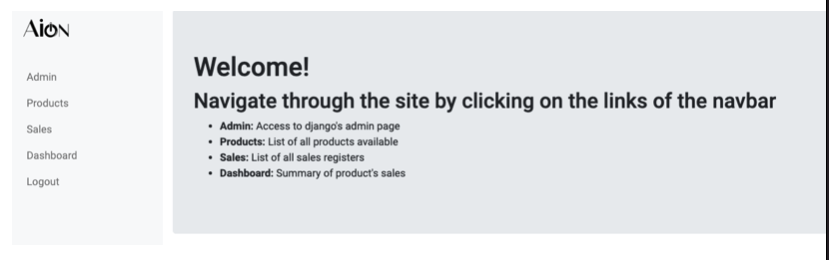 AiON
Admin
Products
Sales
Dashboard
Logout
Welcome!
Navigate through the site by clicking on the links of the navbar
• Admin: Access to django's admin page
• Products: List of all products available
• Sales: List of all sales registers
• Dashboard: Summary of product's sales